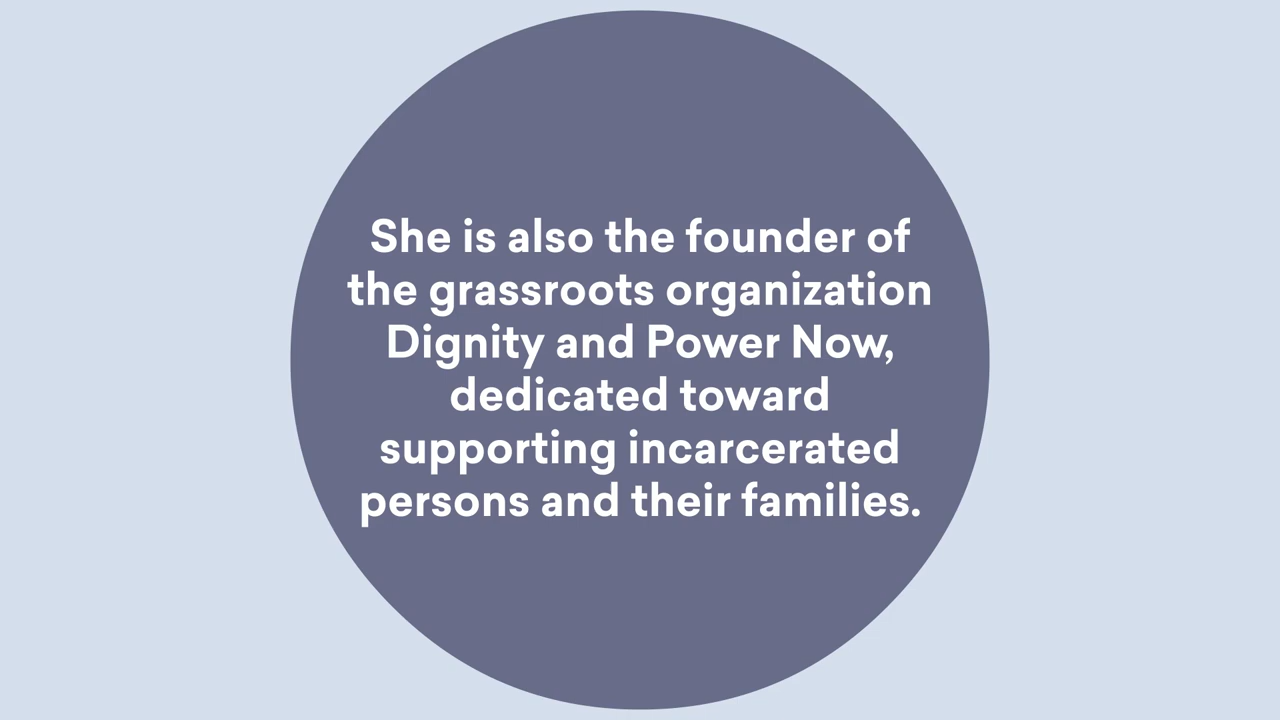 She is also the founder of
the grassroots organization
Dignity and Power Now,
dedicated toward
supporting incarcerated
persons and their families.